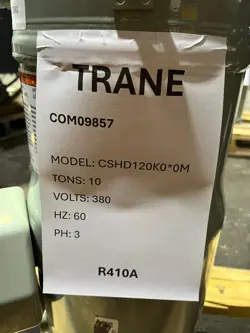 TRANE
COM09857
MODEL: CSHD120K0*0M
TONS: 10
VOLTS: 380
HZ: 60
PH: 3
R410A